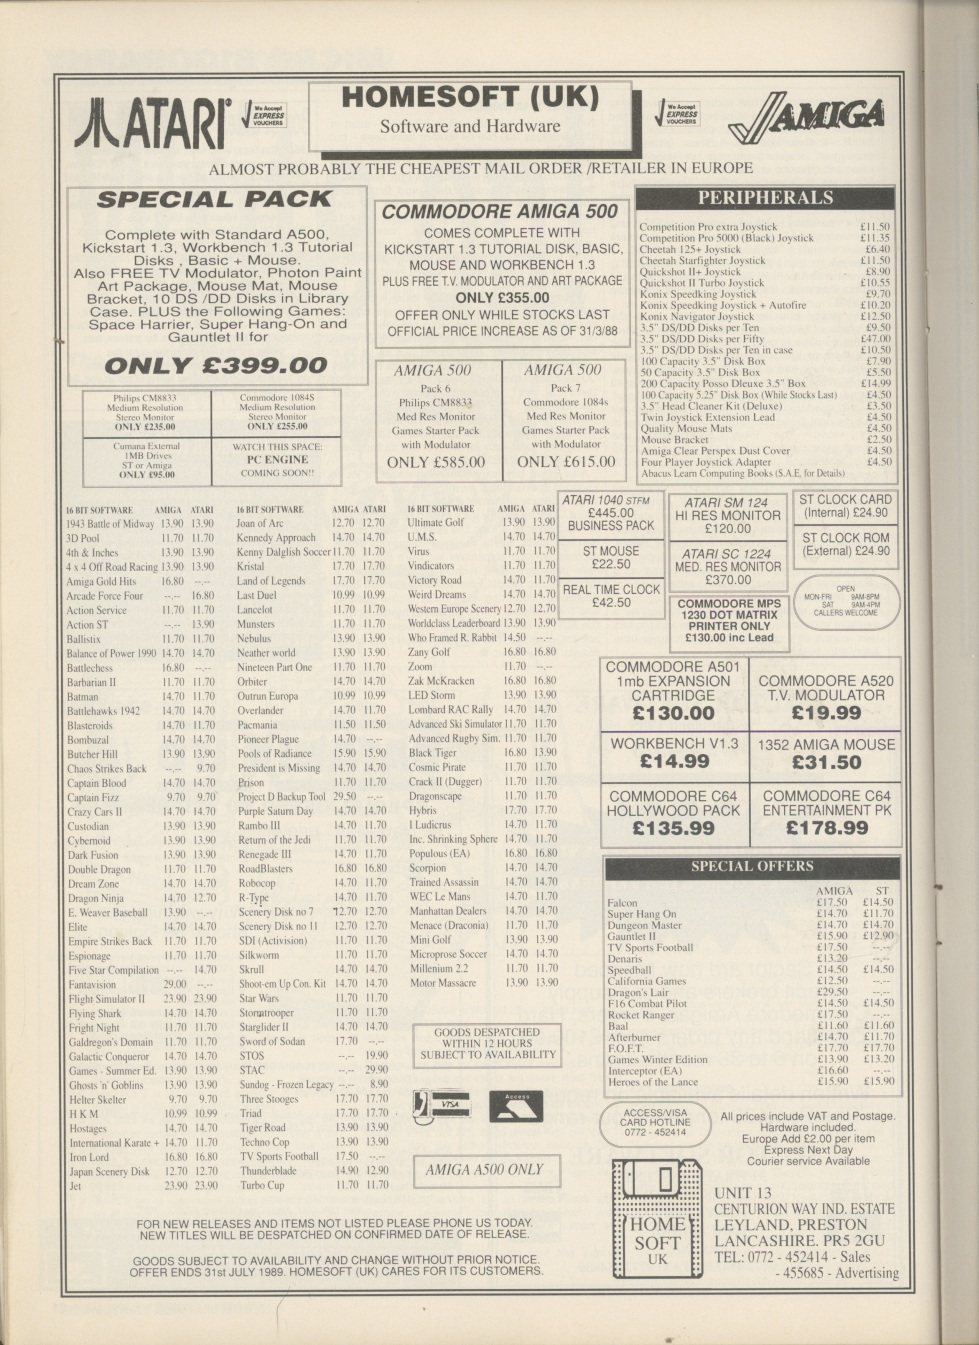 ATARI
We Accept
EXPRESS
VOUCHERS
HOMESOFT (UK)
Software and Hardware
We Accept
EXPRESS
VOUCHERS
AMIGA
ALMOST PROBABLY THE CHEAPEST MAIL ORDER /RETAILER IN EUROPE
SPECIAL PACK
Complete with Standard A500,
Kickstart 1.3, Workbench 1.3 Tutorial
Disks , Basic + Mouse.
Also FREE TV Modulator, Photon Paint
Art Package, Mouse Mat, Mouse
Bracket, 10 DS /DD Disks in Library
Case. PLUS the Following Games:
Space Harrier, Super Hang-On and
Gauntlet II for
ONLY £399.00
COMMODORE AMIGA 500
COMES COMPLETE WITH
KICKSTART 1.3 TUTORIAL DISK, BASIC,
MOUSE AND WORKBENCH 1.3
PLUS FREE T.V. MODULATOR AND ART PACKAGE
ONLY £355.00
OFFER ONLY WHILE STOCKS LAST
OFFICIAL PRICE INCREASE AS OF 31/3/88
PERIPHERALS
Competition Pro extra Joystick £11.50
Competition Pro 5000 (Black) Joystick £11.35
Cheetah 125+ Joystick £6.40
Cheetah Starfighter Joystick £11.50
Quickshot II+ Joystick £8.90
Quickshot II Turbo Joystick £10.55
Konix Speedking Joystick £9.70
Konix Speedking Joystick + Autofire £10.20
Konix Navigator Joystick £12.50
3.5" DS/DD Disks per Ten £9.50
3.5" DS/DD Disks per Fifty £47.00
3.5" DS/DD Disks per Ten in case £10.50
100 Capacity 3.5" Disk Box £7.90
50 Capacity 3.5" Disk Box £5.50
200 Capacity Posso Dleuxe 3.5" Box £14.99
100 Capacity 5.25" Disk Box (While Stocks Last) £4.50
3.5" Head Cleaner Kit (Deluxe) £3.50
Twin Joystick Extension Lead £4.50
Quality Mouse Mats £4.50
Mouse Bracket £2.50
Amiga Clear Perspex Dust Cover £4.50
Four Player Joystick Adapter £4.50
Abacus Learn Computing Books (S.A.E. for Details)
Philips CM8833
Medium Resolution
Stereo Monitor
ONLY £235.00
Commodore 1084S
Medium Resolution
Stereo Monitor
ONLY £255.00
Cumana External
1MB Drives
ST or Amiga
ONLY £95.00
WATCH THIS SPACE:
PC ENGINE
COMING SOON!!
AMIGA 500
Pack 6
Philips CM8833
Med Res Monitor
Games Starter Pack
with Modulator
ONLY £585.00
AMIGA 500
Pack 7
Commodore 1084s
Med Res Monitor
Games Starter Pack
with Modulator
ONLY £615.00
16 BIT SOFTWARE AMIGA ATARI
1943 Battle of Midway 13.90 13.90
3D Pool 11.70 11.70
4th & Inches 13.90 13.90
4 x 4 Off Road Racing 13.90 13.90
Amiga Gold Hits 16.80 --.--
Arcade Force Four --.-- 16.80
Action Service 11.70 11.70
Action ST --.-- 13.90
Ballistix 11.70 11.70
Balance of Power 1990 14.70 14.70
Battlechess 16.80 --.--
Barbarian II 11.70 11.70
Batman 14.70 11.70
Battlehawks 1942 14.70 14.70
Blasteroids 14.70 11.70
Bombuzal 14.70 14.70
Butcher Hill 13.90 13.90
Chaos Strikes Back --.-- 9.70
Captain Blood 14.70 14.70
Captain Fizz 9.70 9.70
Crazy Cars II 14.70 14.70
Custodian 13.90 13.90
Cybernoid 13.90 13.90
Dark Fusion 13.90 13.90
Double Dragon 11.70 11.70
Dream Zone 14.70 14.70
Dragon Ninja 14.70 12.70
E. Weaver Baseball 13.90 --.--
Elite 14.70 14.70
Empire Strikes Back 11.70 11.70
Espionage 11.70 11.70
Five Star Compilation --.-- 14.70
Fantavision 29.00 --.--
Flight Simulator II 23.90 23.90
Flying Shark 14.70 14.70
Fright Night 11.70 11.70
Galdregon's Domain 11.70 11.70
Galactic Conqueror 14.70 14.70
Games - Summer Ed. 13.90 13.90
Ghosts 'n' Goblins 13.90 13.90
Helter Skelter 9.70 9.70
H K M 10.99 10.99
Hostages 14.70 14.70
International Karate + 14.70 11.70
Iron Lord 16.80 16.80
Japan Scenery Disk 12.70 12.70
Jet 23.90 23.90
16 BIT SOFTWARE AMIGA ATARI
Joan of Arc 12.70 12.70
Kennedy Approach 14.70 14.70
Kenny Dalglish Soccer 11.70 11.70
Kristal 17.70 17.70
Land of Legends 17.70 17.70
Last Duel 10.99 10.99
Lancelot 11.70 11.70
Munsters 11.70 11.70
Nebulus 13.90 13.90
Neather world 13.90 13.90
Nineteen Part One 11.70 11.70
Orbiter 14.70 14.70
Outrun Europa 10.99 10.99
Overlander 14.70 11.70
Pacmania 11.50 11.50
Pioneer Plague 14.70 --.--
Pools of Radiance 15.90 15.90
President is Missing 14.70 14.70
Prison 11.70 11.70
Project D Backup Tool 29.50 --.--
Purple Saturn Day 14.70 14.70
Rambo III 14.70 11.70
Return of the Jedi 11.70 11.70
Renegade III 14.70 11.70
RoadBlasters 16.80 16.80
Robocop 14.70 11.70
R-Type 14.70 11.70
Scenery Disk no 7 12.70 12.70
Scenery Disk no 11 12.70 12.70
SDI (Activision) 11.70 11.70
Silkworm 11.70 11.70
Skrull 14.70 14.70
Shoot-em Up Con. Kit 14.70 14.70
Star Wars 11.70 11.70
Stormtrooper 11.70 11.70
Starglider II 14.70 14.70
Sword of Sodan 17.70 --.--
STOS --.-- 19.90
STAC --.-- 29.90
Sundog - Frozen Legacy --.-- 8.90
Three Stooges 17.70 17.70
Triad 17.70 17.70
Tiger Road 13.90 13.90
Techno Cop 13.90 13.90
TV Sports Football 17.50 --.--
Thunderblade 14.90 12.90
Turbo Cup 11.70 11.70
16 BIT SOFTWARE AMIGA ATARI
Ultimate Golf 13.90 13.90
U.M.S. 14.70 14.70
Virus 11.70 11.70
Vindicators 11.70 11.70
Victory Road 14.70 11.70
Weird Dreams 14.70 14.70
Western Europe Scenery 12.70 12.70
Worldclass Leaderboard 13.90 13.90
Who Framed R. Rabbit 14.50 --.--
Zany Golf 16.80 16.80
Zoom 11.70 --.--
Zak McKracken 16.80 16.80
LED Storm 13.90 13.90
Lombard RAC Rally 14.70 14.70
Advanced Ski Simulator 11.70 11.70
Advanced Rugby Sim. 11.70 11.70
Black Tiger 16.80 13.90
Cosmic Pirate 11.70 11.70
Crack II (Dugger) 11.70 11.70
Dragonscape 11.70 11.70
Hybris 17.70 17.70
I Ludicrus 14.70 11.70
Inc. Shrinking Sphere 14.70 11.70
Populous (EA) 16.80 16.80
Scorpion 14.70 14.70
Trained Assassin 14.70 14.70
WEC Le Mans 14.70 11.70
Manhattan Dealers 14.70 14.70
Menace (Draconia) 11.70 11.70
Mini Golf 13.90 13.90
Microprose Soccer 14.70 14.70
Millenium 2.2 11.70 11.70
Motor Massacre 13.90 13.90
GOODS DESPATCHED
WITHIN 12 HOURS
SUBJECT TO AVAILABILITY
VISA
Access
AMIGA A500 ONLY
ATARI 1040 STFM
£445.00
BUSINESS PACK
ST MOUSE
£22.50
REAL TIME CLOCK
£42.50
ATARI SM 124
HI RES MONITOR
£120.00
ATARI SC 1224
MED. RES MONITOR
£370.00
COMMODORE MPS
1230 DOT MATRIX
PRINTER ONLY
£130.00 inc Lead
ST CLOCK CARD
(Internal) £24.90
ST CLOCK ROM
(External) £24.90
OPEN
MON-FRI 9AM-8PM
SAT 9AM-4PM
CALLERS WELCOME
COMMODORE A501
1mb EXPANSION
CARTRIDGE
£130.00
COMMODORE A520
T.V. MODULATOR
£19.99
WORKBENCH V1.3
£14.99
1352 AMIGA MOUSE
£31.50
COMMODORE C64
HOLLYWOOD PACK
£135.99
COMMODORE C64
ENTERTAINMENT PK
£178.99
SPECIAL OFFERS
AMIGA ST
Falcon £17.50 £14.50
Super Hang On £14.70 £11.70
Dungeon Master £14.70 £14.70
Gauntlet II £15.90 £12.90
TV Sports Football £17.50 --.--
Denaris £13.20 --.--
Speedball £14.50 £14.50
California Games £12.50 --.--
Dragon's Lair £29.50 --.--
F16 Combat Pilot £14.50 £14.50
Rocket Ranger £17.50 --.--
Baal £11.60 £11.60
Afterburner £14.70 £11.70
F.O.F.T. £17.70 £17.70
Games Winter Edition £13.90 £13.20
Interceptor (EA) £16.60 --.--
Heroes of the Lance £15.90 £15.90
ACCESS/VISA
CARD HOTLINE
0772 - 452414
All prices include VAT and Postage.
Hardware included.
Europe Add £2.00 per item
Express Next Day
Courier service Available
HOME
SOFT
UK
UNIT 13
CENTURION WAY IND. ESTATE
LEYLAND, PRESTON
LANCASHIRE. PR5 2GU
TEL: 0772 - 452414 - Sales
- 455685 - Advertising
FOR NEW RELEASES AND ITEMS NOT LISTED PLEASE PHONE US TODAY.
NEW TITLES WILL BE DESPATCHED ON CONFIRMED DATE OF RELEASE.
GOODS SUBJECT TO AVAILABILITY AND CHANGE WITHOUT PRIOR NOTICE.
OFFER ENDS 31st JULY 1989. HOMESOFT (UK) CARES FOR ITS CUSTOMERS.